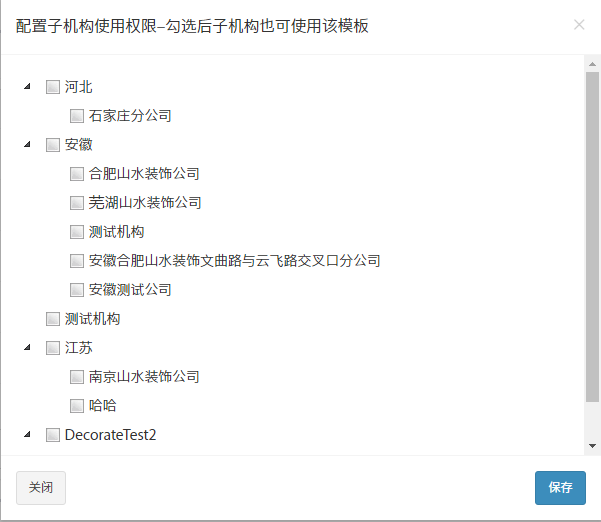 配置子机构使用权限–勾选后子机构也可使用该模板
河北
石家庄分公司
安徽
合肥山水装饰公司
芜湖山水装饰公司
测试机构
安徽合肥山水装饰文曲路与云飞路交叉口分公司
安徽测试公司
测试机构
江苏
南京山水装饰公司
哈哈
DecorateTest2
关闭
保存